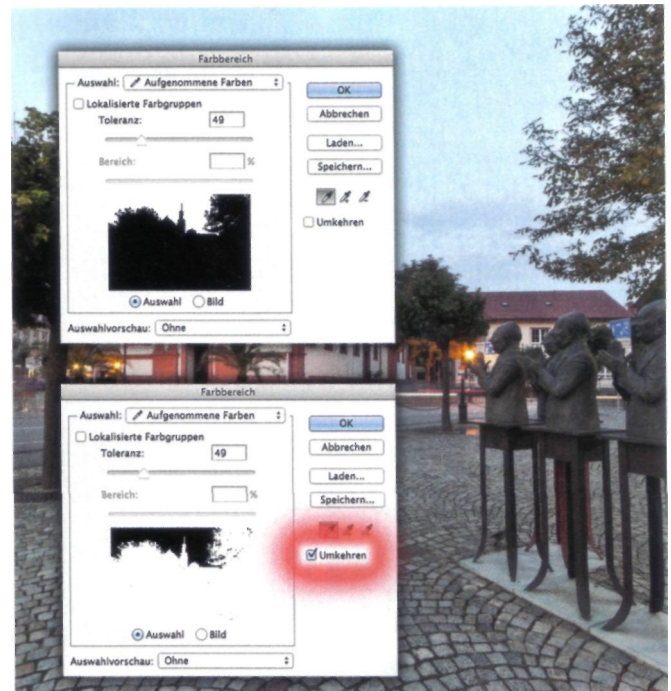 Farbbereich
Auswahl: Aufgenommene Farben
OK
Lokalisierte Farbgruppen
Toleranz: 49
Abbrechen
Laden...
Bereich: %
Speichern...
Umkehren
Auswahl Bild
Auswahlvorschau: Ohne
Farbbereich
Auswahl: Aufgenommene Farben
OK
Lokalisierte Farbgruppen
Toleranz: 49
Abbrechen
Laden...
Bereich: %
Speichern...
Umkehren
Auswahl Bild
Auswahlvorschau: Ohne